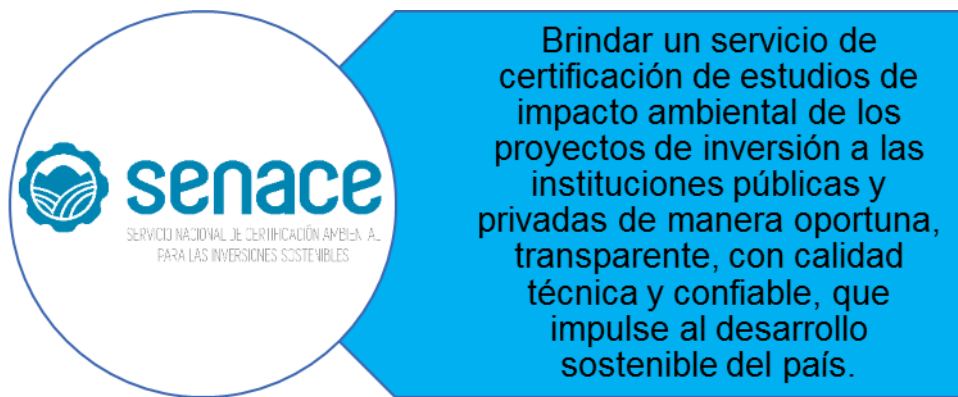 senace
SERVICIO NACIONAL DE CERTIFICACIÓN AMBIENTAL
PARA LAS INVERSIONES SOSTENIBLES
Brindar un servicio de
certificación de estudios de
impacto ambiental de los
proyectos de inversión a las
instituciones públicas y
privadas de manera oportuna,
transparente, con calidad
técnica y confiable, que
impulse al desarrollo
sostenible del país.